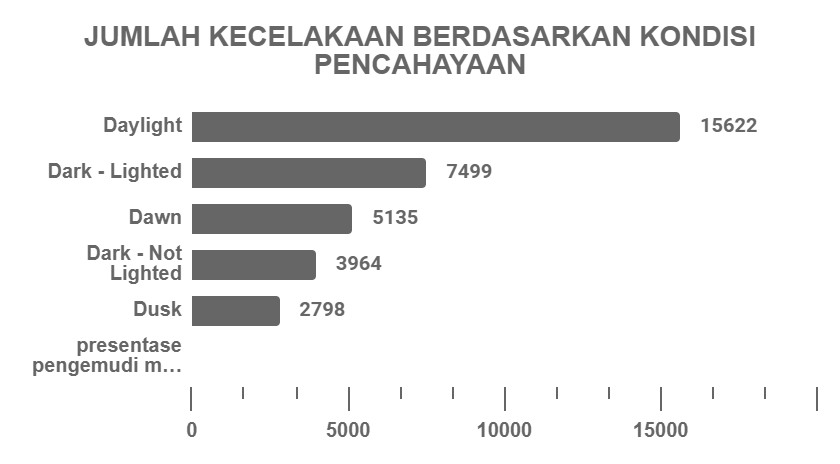 JUMLAH KECELAKAAN BERDASARKAN KONDISI
PENCAHAYAAN
Daylight 15622
Dark - Lighted 7499
Dawn 5135
Dark - Not
Lighted 3964
Dusk 2798
presentase
pengemudi m…
0 5000 10000 15000